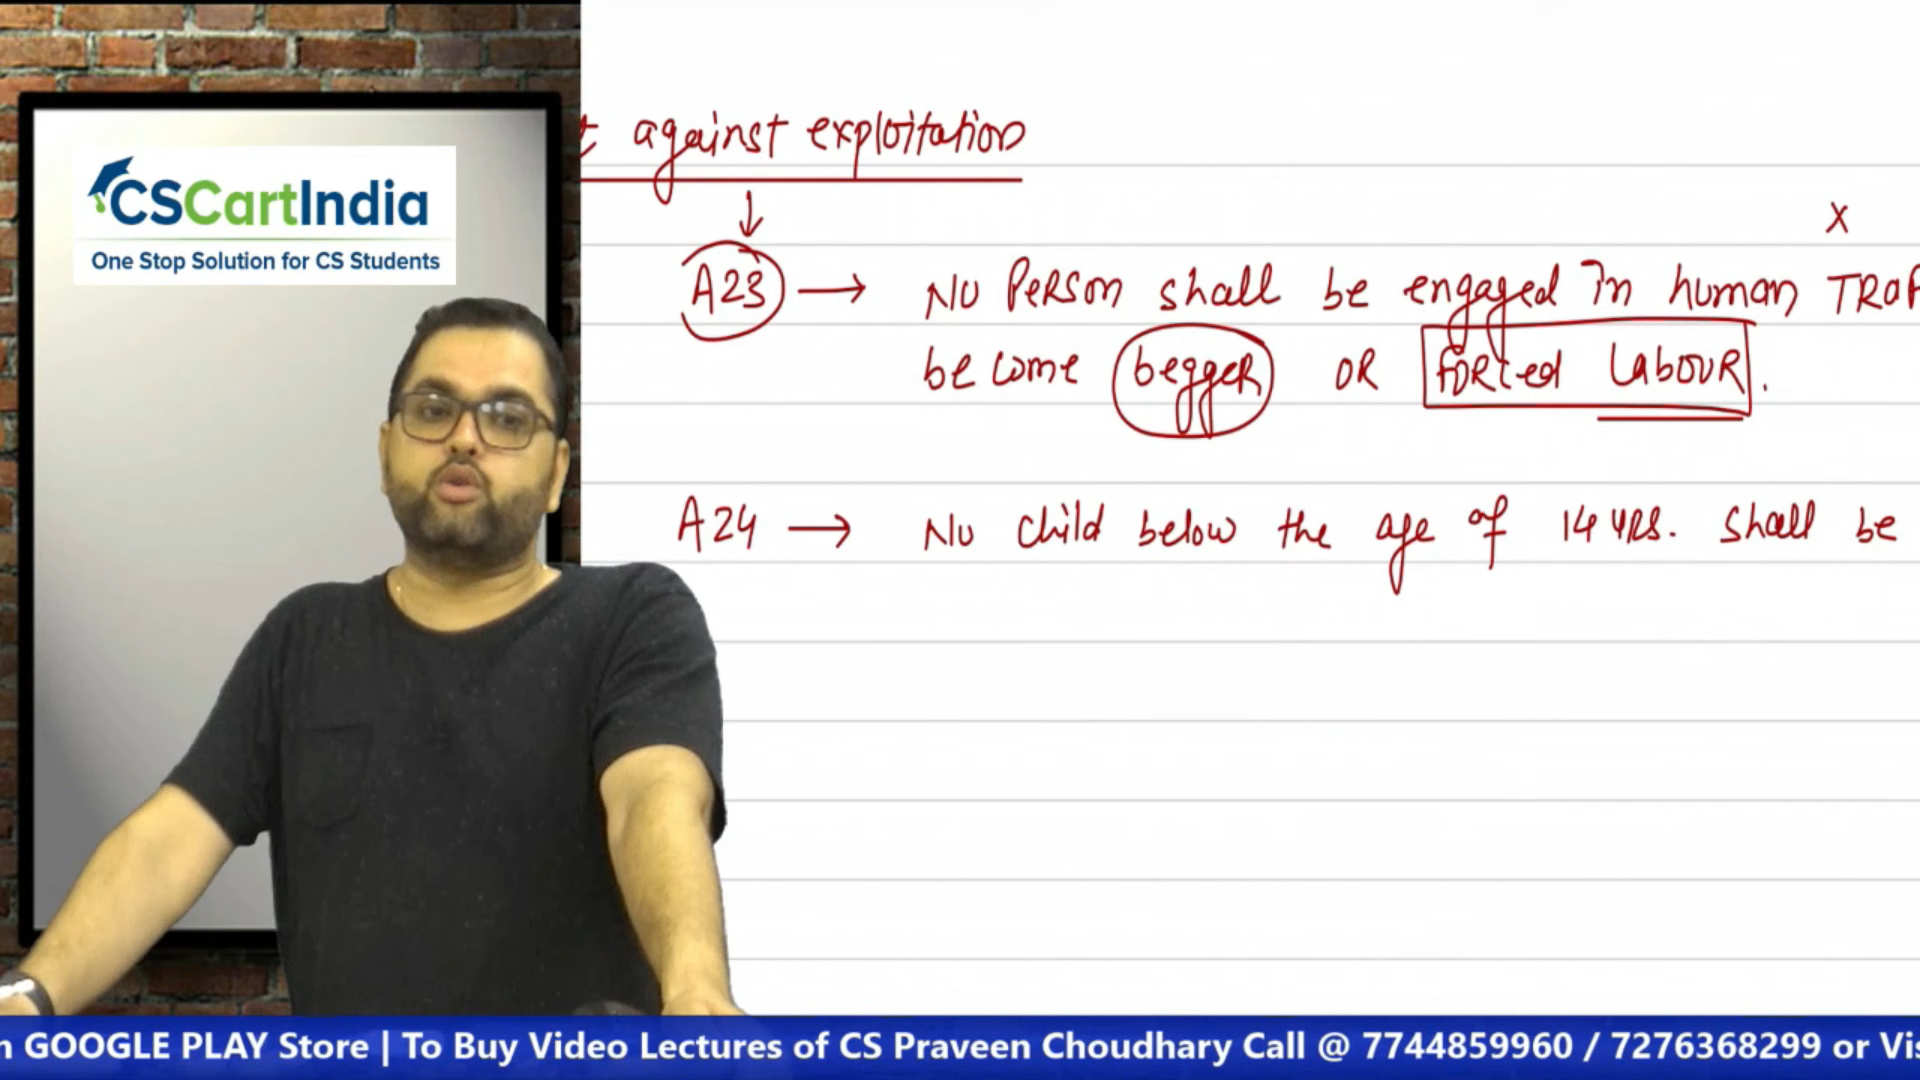 CSCartIndia
One Stop Solution for CS Students
against exploitation
X
A23 → No Person shall be engaged in human TRaf
become begger OR forced Labour.
A24 → No child below the age of 14 yrs. Shall be
n GOOGLE PLAY Store | To Buy Video Lectures of CS Praveen Choudhary Call @ 7744859960 / 7276368299 or Vis